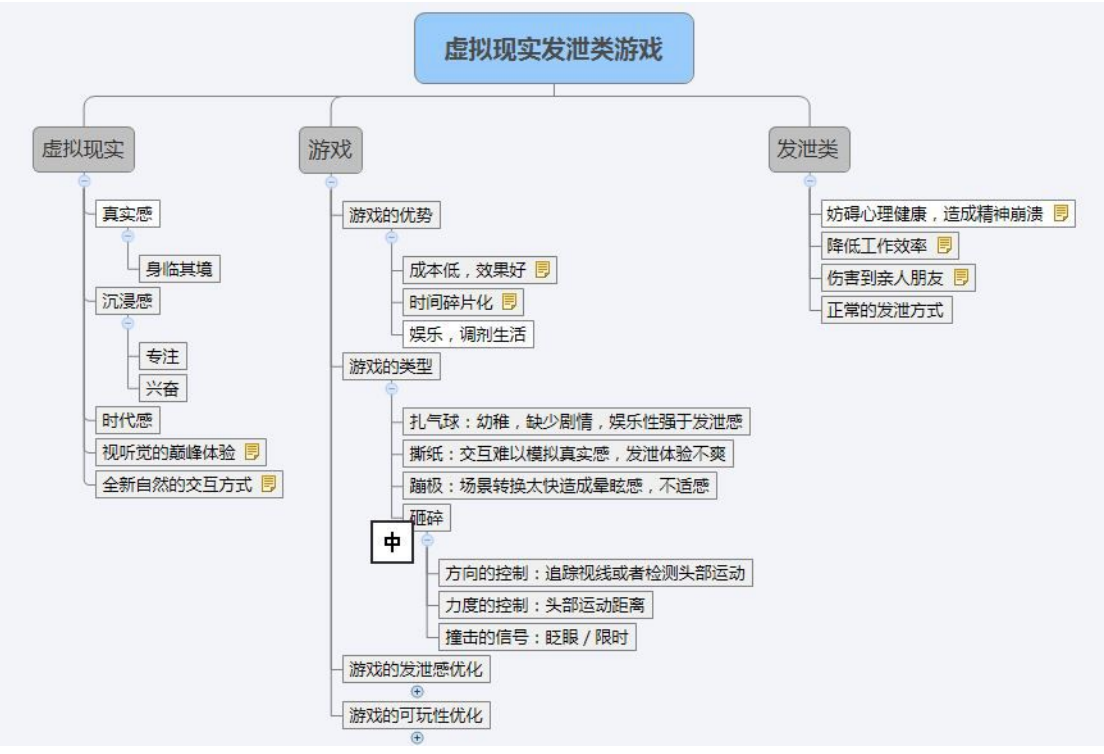 虚拟现实发泄类游戏
虚拟现实
真实感
身临其境
沉浸感
专注
兴奋
时代感
视听觉的巅峰体验
全新自然的交互方式
游戏
游戏的优势
成本低，效果好
时间碎片化
娱乐，调剂生活
游戏的类型
扎气球：幼稚，缺少剧情，娱乐性强于发泄感
撕纸：交互难以模拟真实感，发泄体验不爽
蹦极：场景转换太快造成晕眩感，不适感
砸碎
中
方向的控制：追踪视线或者检测头部运动
力度的控制：头部运动距离
撞击的信号：眨眼 / 限时
游戏的发泄感优化
游戏的可玩性优化
发泄类
妨碍心理健康，造成精神崩溃
降低工作效率
伤害到亲人朋友
正常的发泄方式